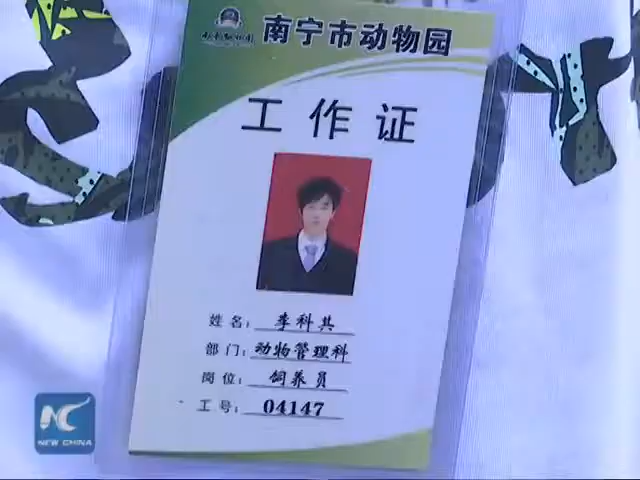 南宁市动物园
工作证
姓名: 李科其
部门: 动物管理科
岗位: 饲养员
工号: 04147
NC
NEW CHINA